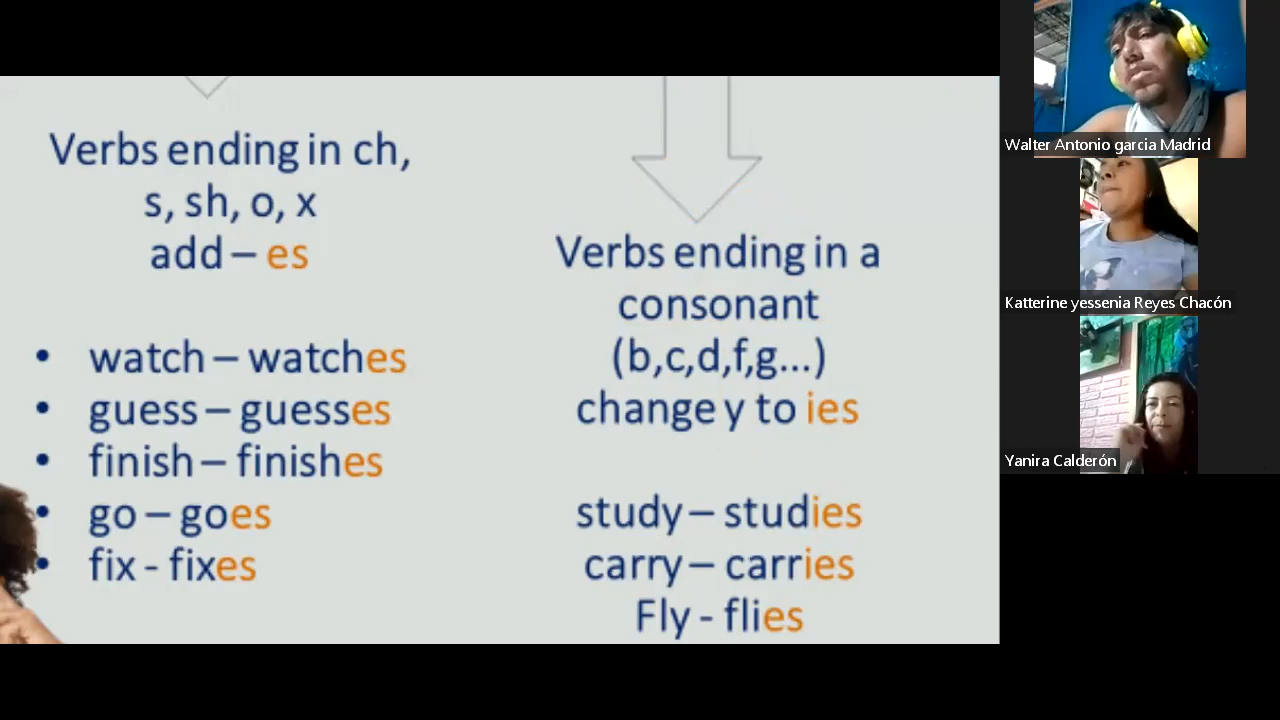 Verbs ending in ch,
s, sh, o, x
add – es
• watch – watches
• guess – guesses
• finish – finishes
• go – goes
• fix - fixes
Verbs ending in a
consonant
(b,c,d,f,g...)
change y to ies
study – studies
carry – carries
Fly - flies
Walter Antonio garcia Madrid
Katterine yessenia Reyes Chacón
Yanira Calderón